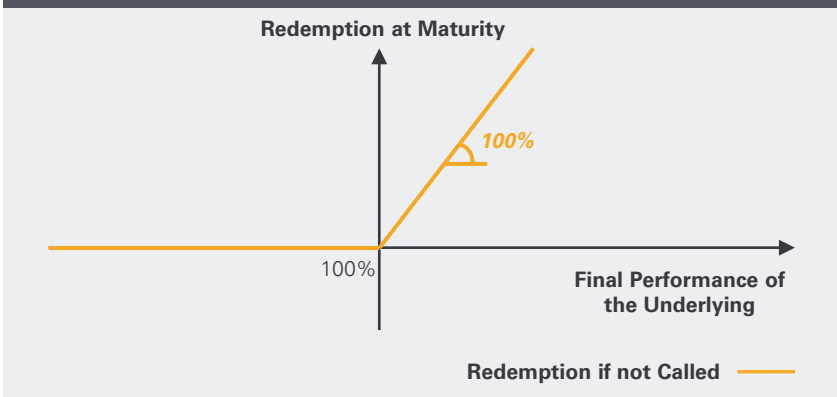 Redemption at Maturity
100%
100%
Final Performance of
the Underlying
Redemption if not Called